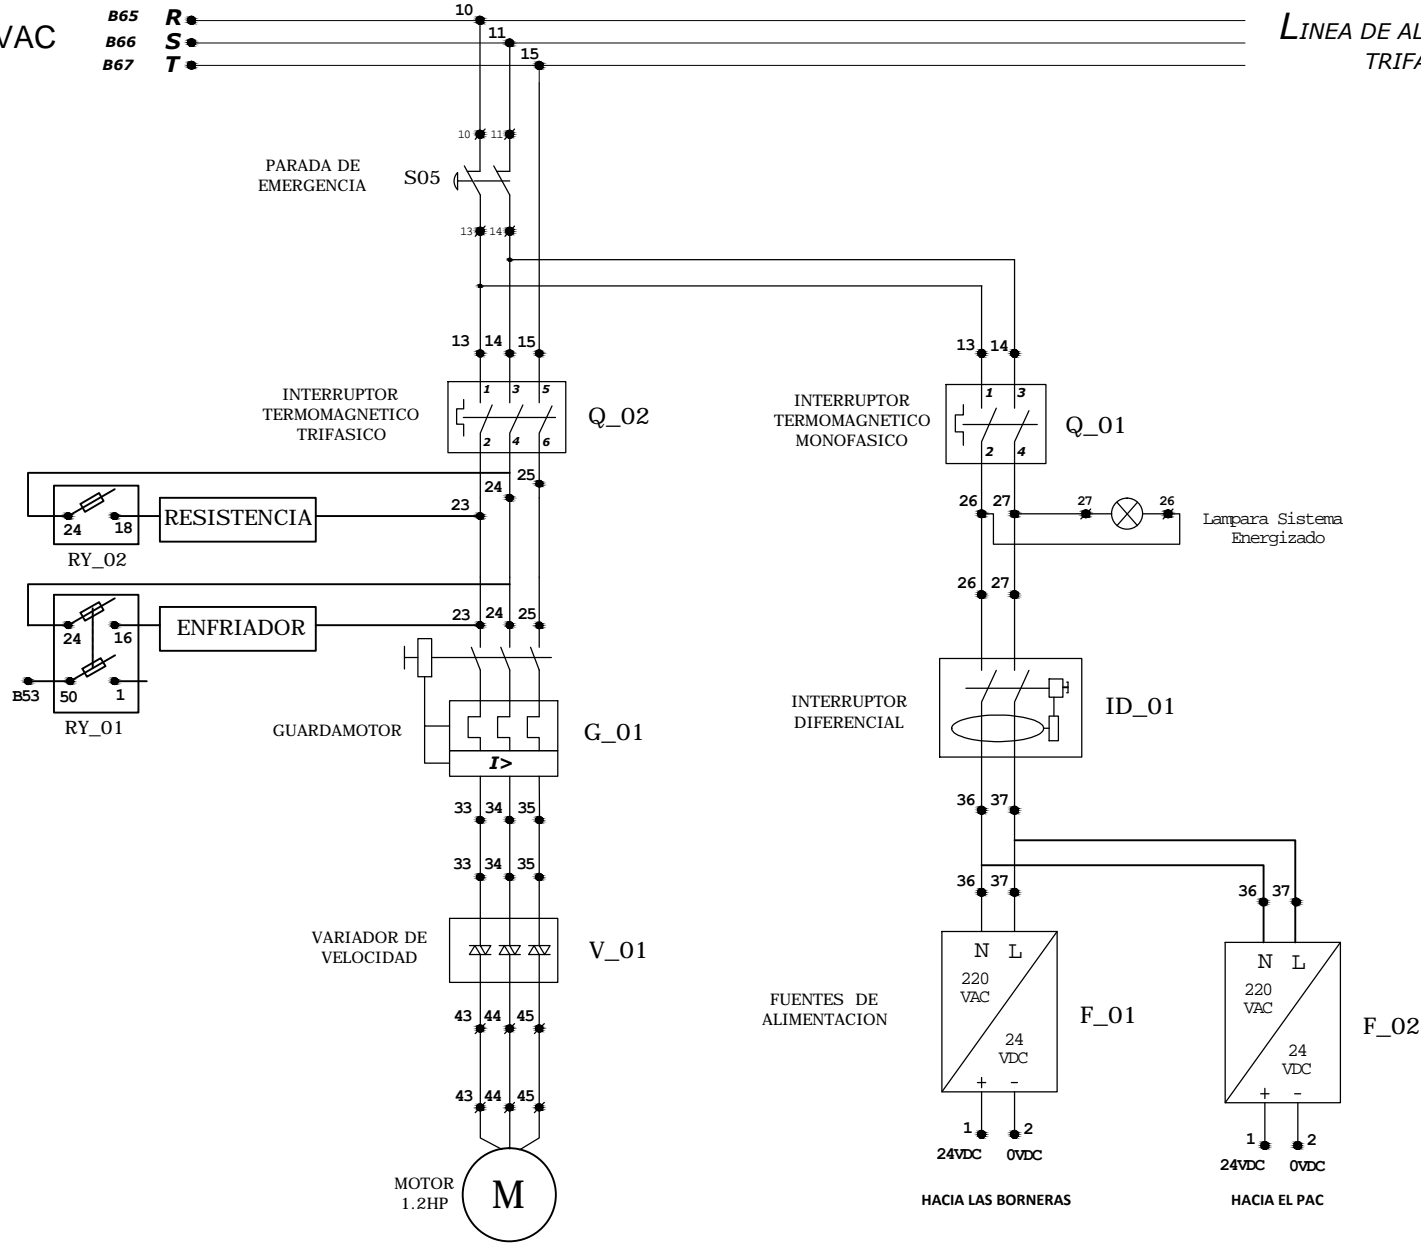 VAC
B65 R
B66 S
B67 T
10
11
15
LINEA DE AL
TRIFA
10 11
PARADA DE
EMERGENCIA
S05
13 14
13 14 15
13 14
INTERRUPTOR
TERMOMAGNETICO
TRIFASICO
1 3 5
2 4 6
Q_02
INTERRUPTOR
TERMOMAGNETICO
MONOFASICO
1 3
2 4
Q_01
23 24 25
24 18
RESISTENCIA
RY_02
26 27
27 26
Lampara Sistema
Energizado
26 27
23 24 25
24 16
ENFRIADOR
B53 50 1
RY_01
GUARDAMOTOR
I>
G_01
INTERRUPTOR
DIFERENCIAL
ID_01
33 34 35
33 34 35
36 37
36 37
36 37
VARIADOR DE
VELOCIDAD
V_01
43 44 45
43 44 45
MOTOR
1.2HP
M
FUENTES DE
ALIMENTACION
N L
220
VAC
24
VDC
+ -
F_01
1 2
24VDC 0VDC
HACIA LAS BORNERAS
N L
220
VAC
24
VDC
+ -
F_02
1 2
24VDC 0VDC
HACIA EL PAC